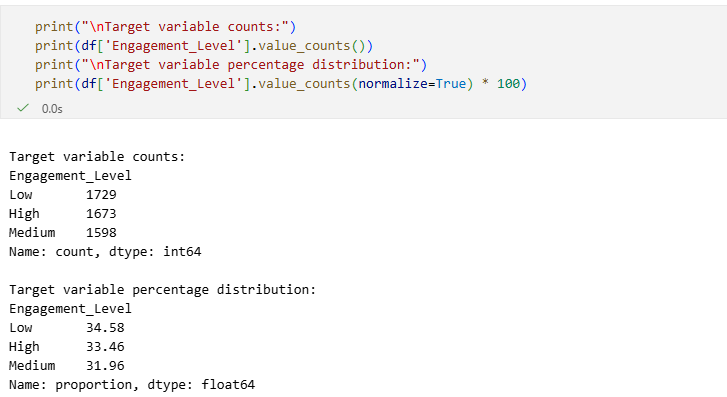 print("\nTarget variable counts:")
print(df['Engagement_Level'].value_counts())
print("\nTarget variable percentage distribution:")
print(df['Engagement_Level'].value_counts(normalize=True) * 100)
✓ 0.0s
Target variable counts:
Engagement_Level
Low       1729
High      1673
Medium    1598
Name: count, dtype: int64
Target variable percentage distribution:
Engagement_Level
Low       34.58
High      33.46
Medium    31.96
Name: proportion, dtype: float64